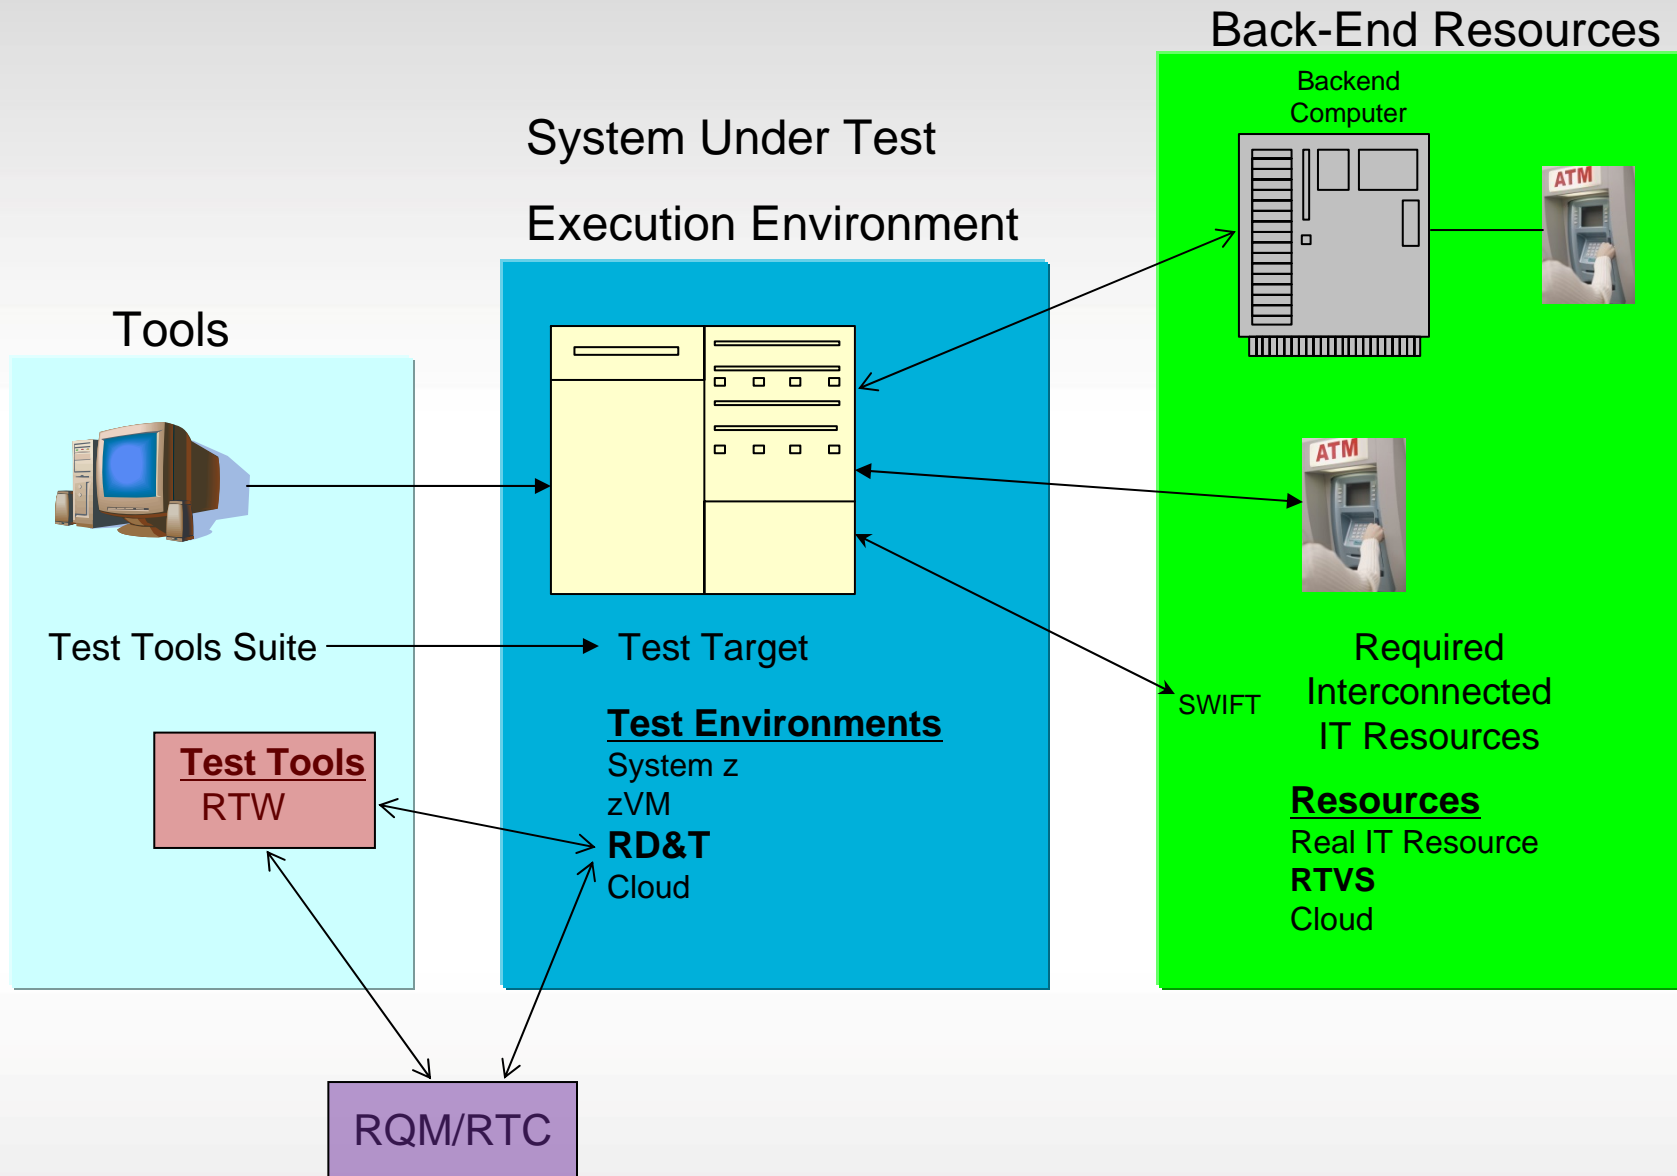 Back-End Resources
Backend
Computer
ATM
System Under Test
Execution Environment
Tools
ATM
Test Tools Suite
Test Target
Required
Interconnected
IT Resources
SWIFT
Test Environments
System z
zVM
RD&T
Cloud
Test Tools
RTW
Resources
Real IT Resource
RTVS
Cloud
RQM/RTC